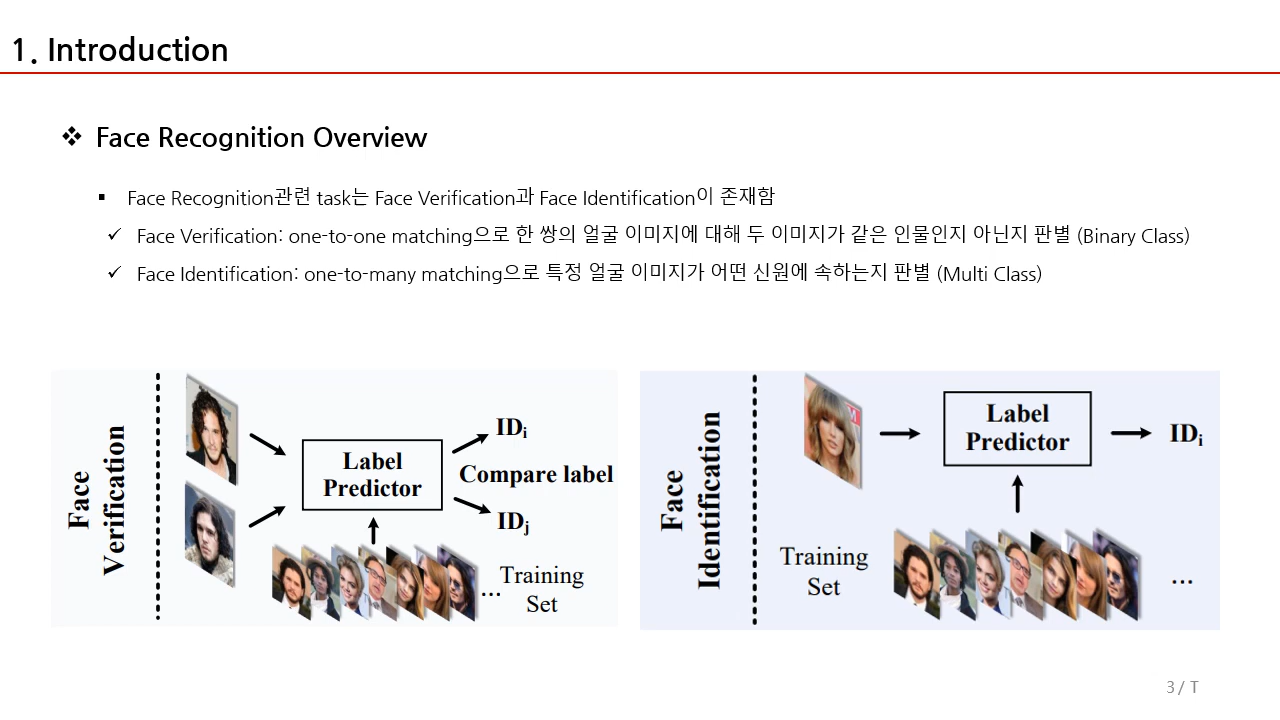 1. Introduction
❖ Face Recognition Overview
▪ Face Recognition관련 task는 Face Verification과 Face Identification이 존재함
✓ Face Verification: one-to-one matching으로 한 쌍의 얼굴 이미지에 대해 두 이미지가 같은 인물인지 아닌지 판별 (Binary Class)
✓ Face Identification: one-to-many matching으로 특정 얼굴 이미지가 어떤 신원에 속하는지 판별 (Multi Class)
Face
Verification
Label
Predictor
IDi
Compare label
IDj
...
Training
Set
Face
Identification
Label
Predictor
IDi
Training
Set
...
3 / T